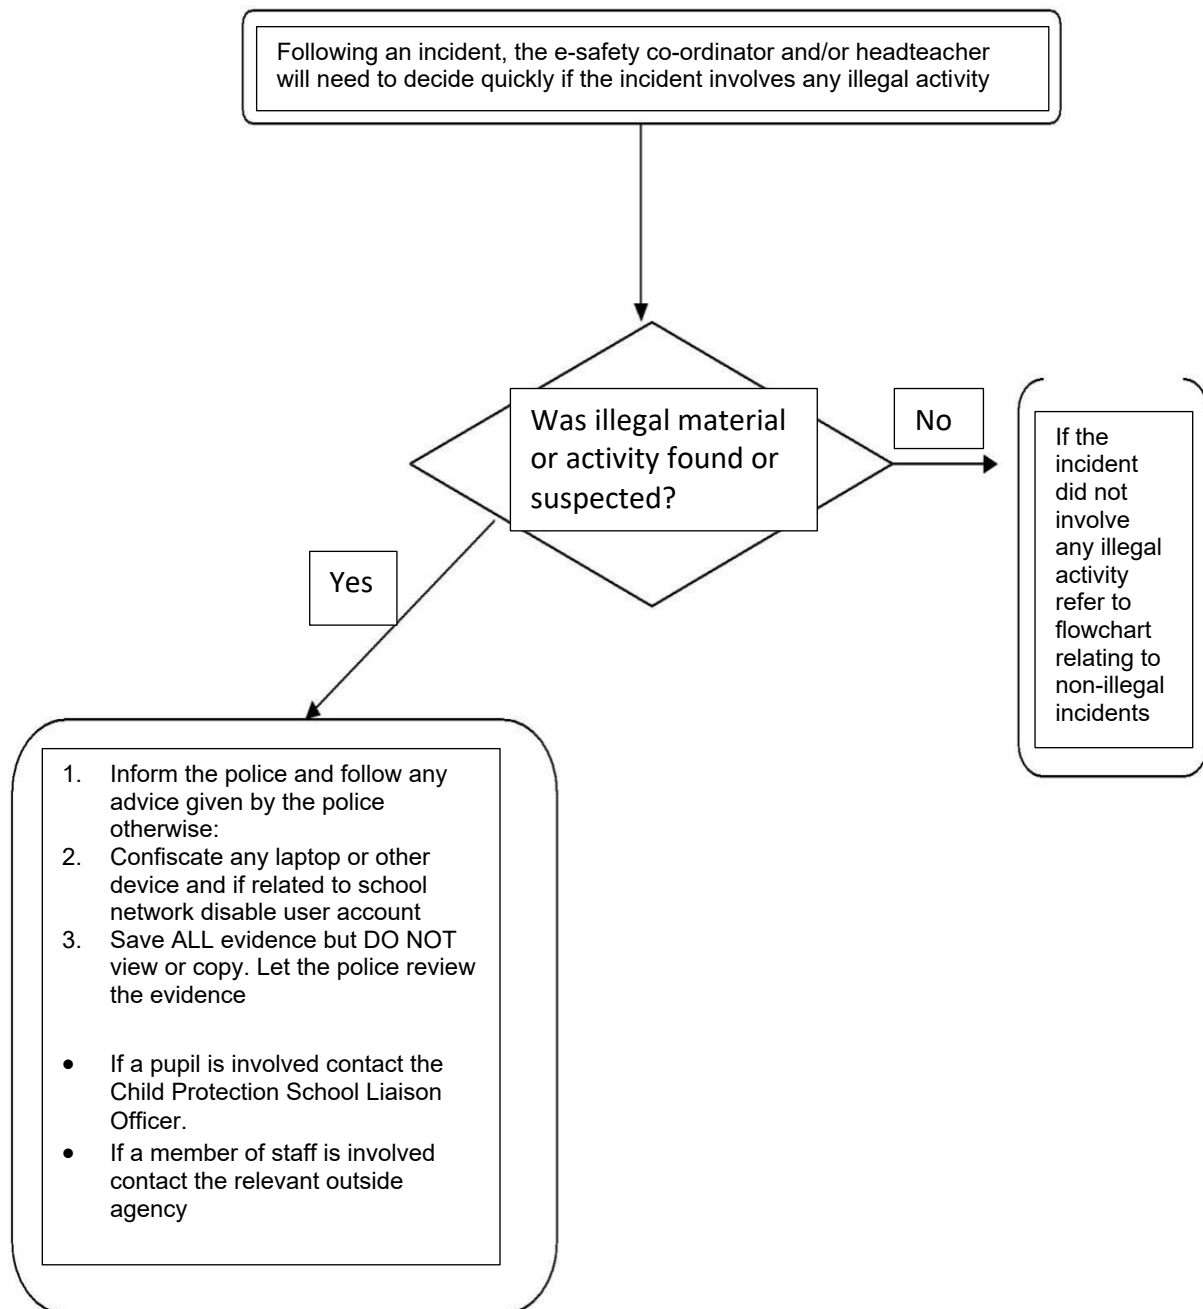 Following an incident, the e-safety co-ordinator and/or headteacher
will need to decide quickly if the incident involves any illegal activity
Was illegal material
or activity found or
suspected?
No
If the
incident
did not
involve
any illegal
activity
refer to
flowchart
relating to
non-illegal
incidents
Yes
1. Inform the police and follow any
advice given by the police
otherwise:
2. Confiscate any laptop or other
device and if related to school
network disable user account
3. Save ALL evidence but DO NOT
view or copy. Let the police review
the evidence
• If a pupil is involved contact the
Child Protection School Liaison
Officer.
• If a member of staff is involved
contact the relevant outside
agency